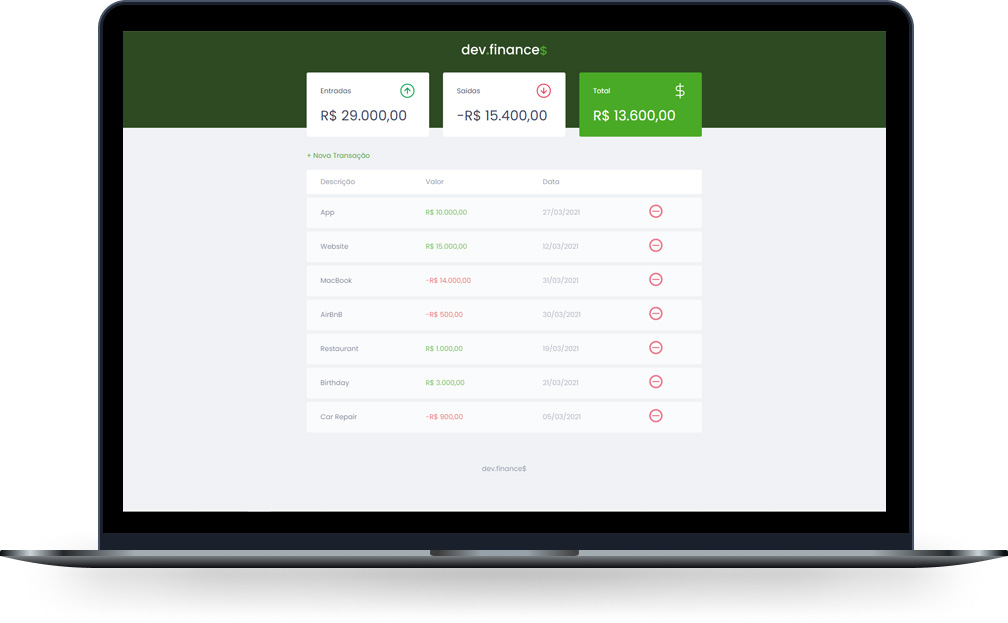 dev.finance$
Entradas Saídas Total $
R$ 29.000,00 -R$ 15.400,00 R$ 13.600,00
+ Nova Transação
Descrição Valor Data
App R$ 10.000,00 27/03/2021
Website R$ 15.000,00 12/03/2021
MacBook -R$ 14.000,00 31/03/2021
AirBnB -R$ 500,00 30/03/2021
Restaurant R$ 1.000,00 19/03/2021
Birthday R$ 3.000,00 21/03/2021
Car Repair -R$ 900,00 05/03/2021
dev.finance$